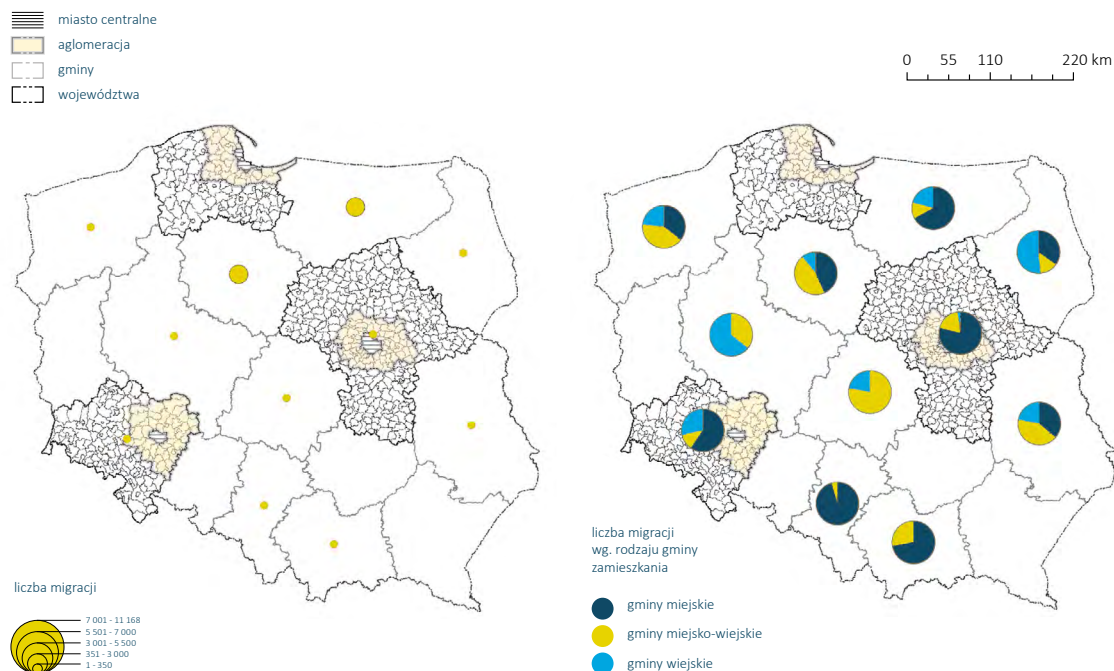 miasto centralne
aglomeracja
gminy
województwa
0 55 110 220 km
liczba migracji
7 001 - 11 168
5 501 - 7 000
3 001 - 5 500
351 - 3 000
1 - 350
liczba migracji
wg. rodzaju gminy
zamieszkania
gminy miejskie
gminy miejsko-wiejskie
gminy wiejskie